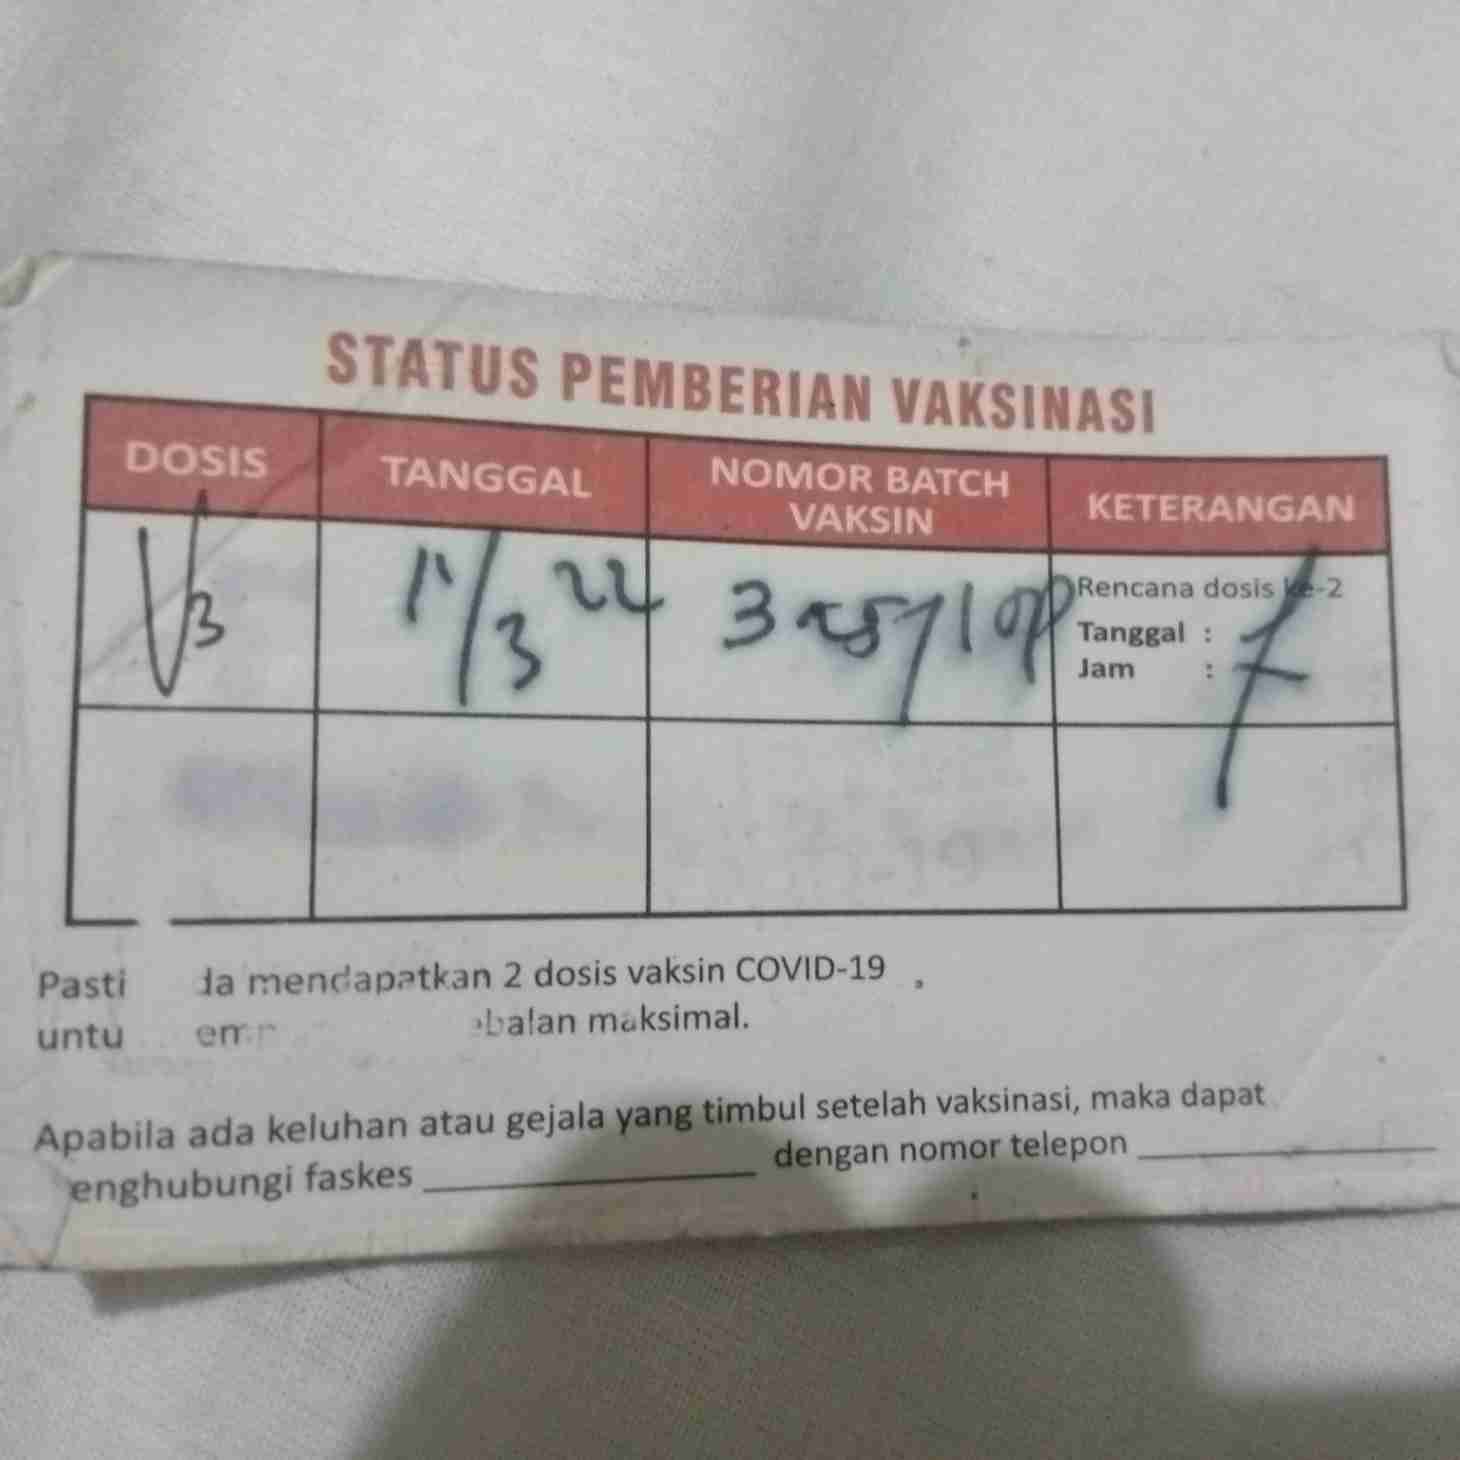 STATUS PEMBERIAN VAKSINASI
DOSIS TANGGAL NOMOR BATCH VAKSIN KETERANGAN
V3 11/3 22
Rencana dosis ke-2
Tanggal :
Jam :
Pasti da mendapatkan 2 dosis vaksin COVID-19
untu balan maksimal.
Apabila ada keluhan atau gejala yang timbul setelah vaksinasi, maka dapat
enghubungi faskes dengan nomor telepon